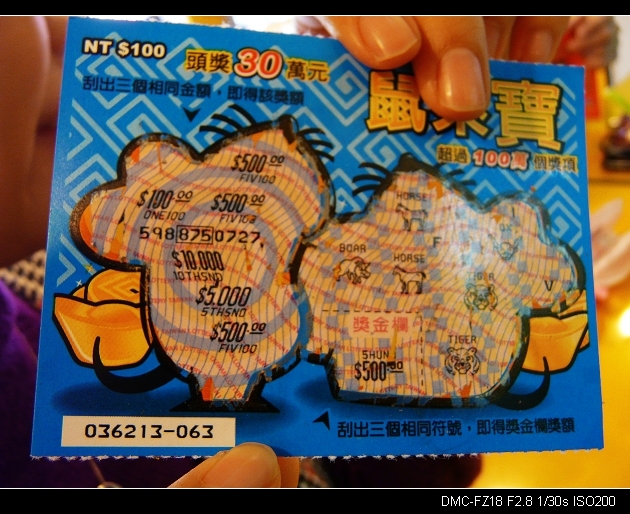 NT $100
頭獎30萬元
刮出三個相同金額,即得該獎額
鼠來寶
超過100萬個獎項
$500.00
FIV100
$100.00
ONE100
$500.00
FIV100
598 875 0727
$10,000
10THSND
$5,000
5THSND
$500.00
FIV100
HORSE
OX
BOAR
HORSE
TIGER
獎金欄
TIGER
5HUN
$500.00
036213-063
刮出三個相同符號,即得獎金欄獎額
DMC-FZ18 F2.8 1/30s ISO200